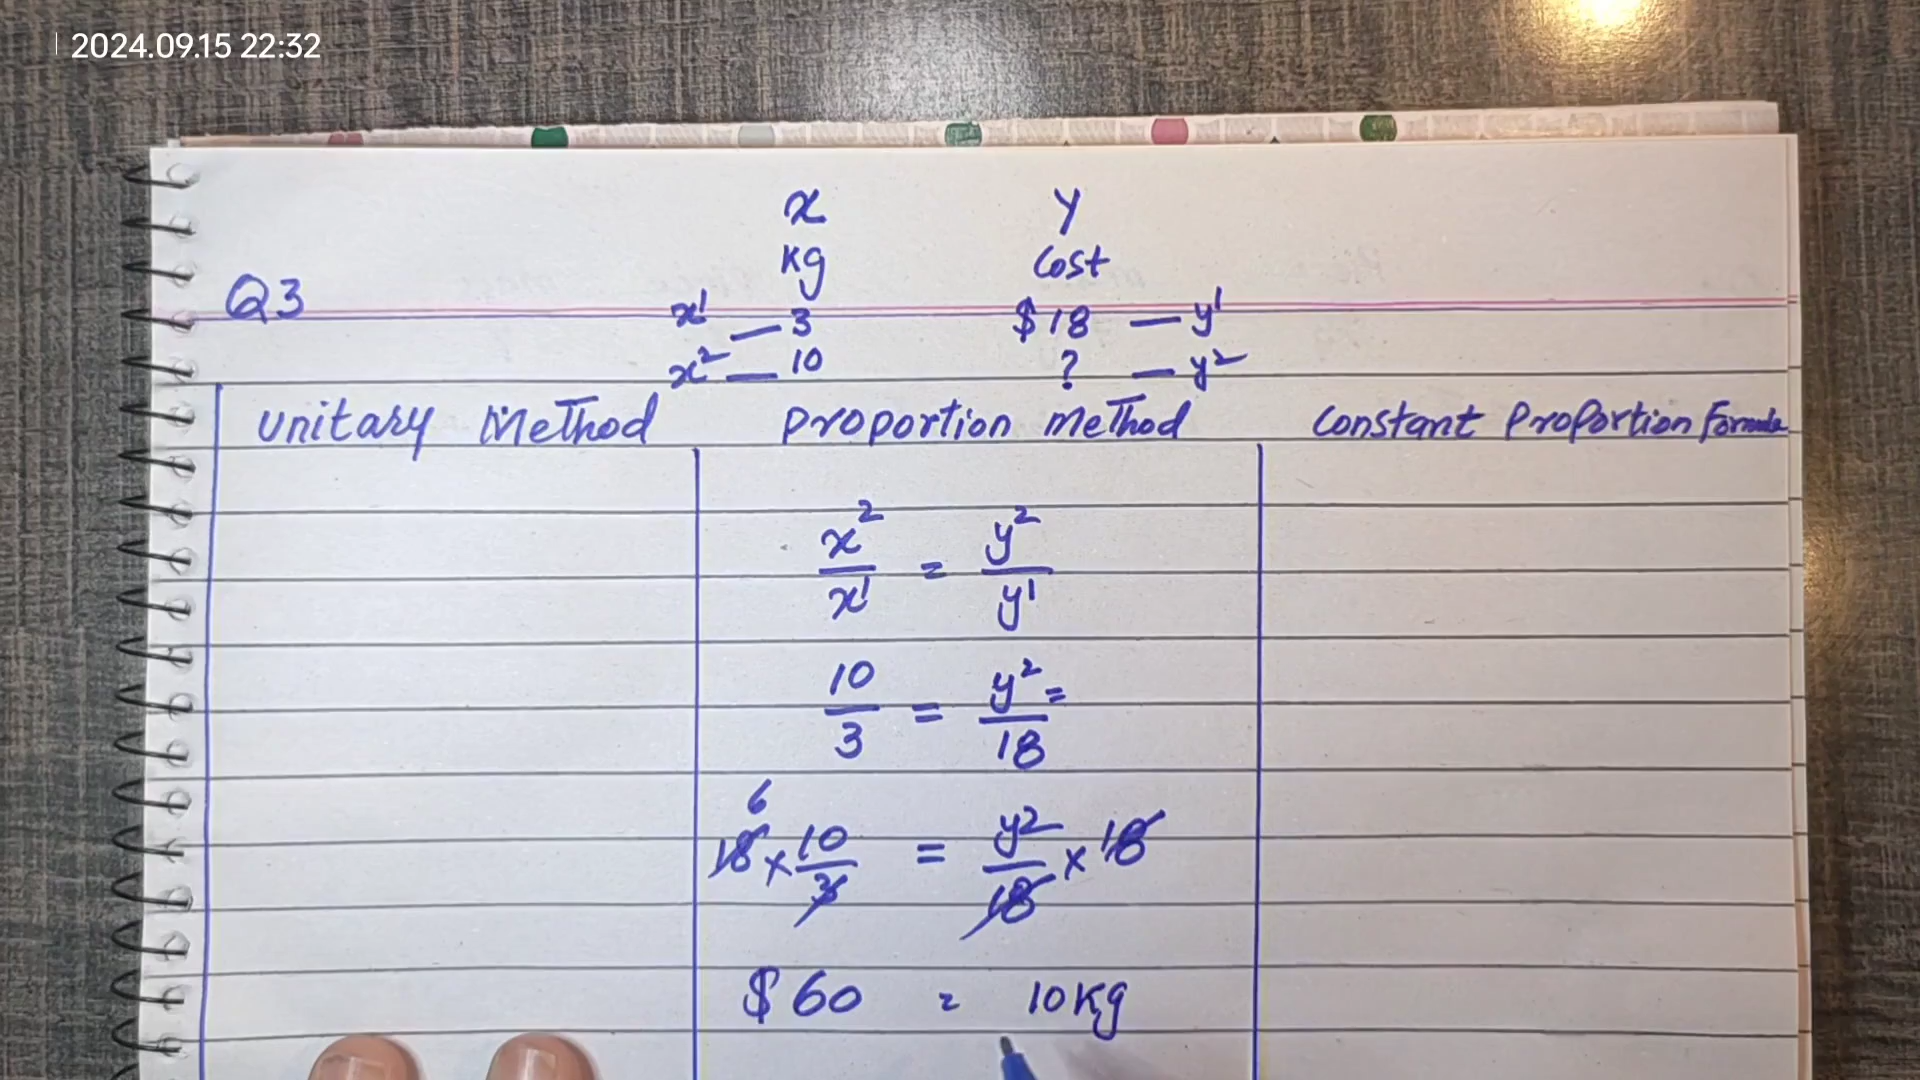 2024.09.15 22:32
x Y
kg Cost
Q3
x¹ — 3 $18 — y¹
x² — 10 ? — y²
Unitary Method Proportion Method Constant Proportion Formula
x²/x¹ = y²/y¹
10/3 = y²/18 =
6
18 × 10/3 = y²/18 × 18
$60 = 10kg